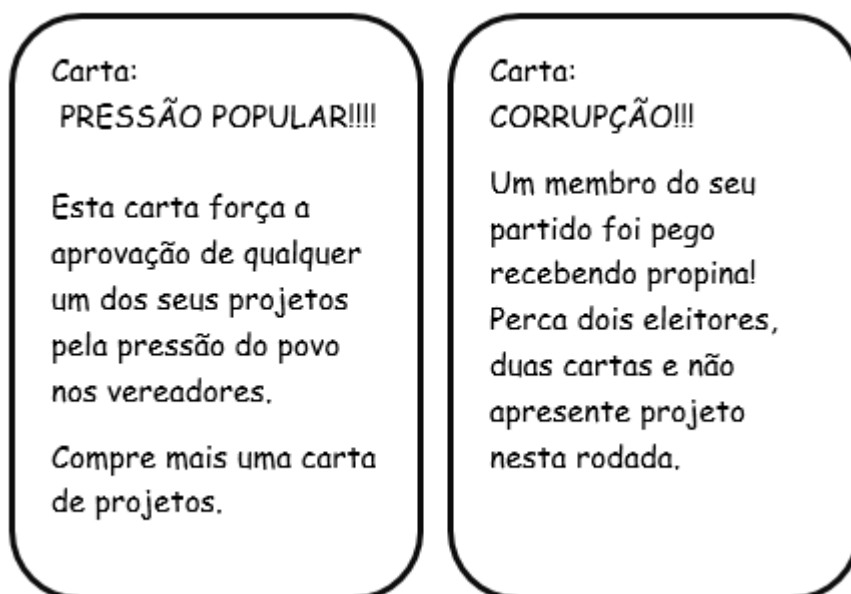 Carta:
PRESSÃO POPULAR!!!!
Esta carta força a
aprovação de qualquer
um dos seus projetos
pela pressão do povo
nos vereadores.
Compre mais uma carta
de projetos.
Carta:
CORRUPÇÃO!!!
Um membro do seu
partido foi pego
recebendo propina!
Perca dois eleitores,
duas cartas e não
apresente projeto
nesta rodada.